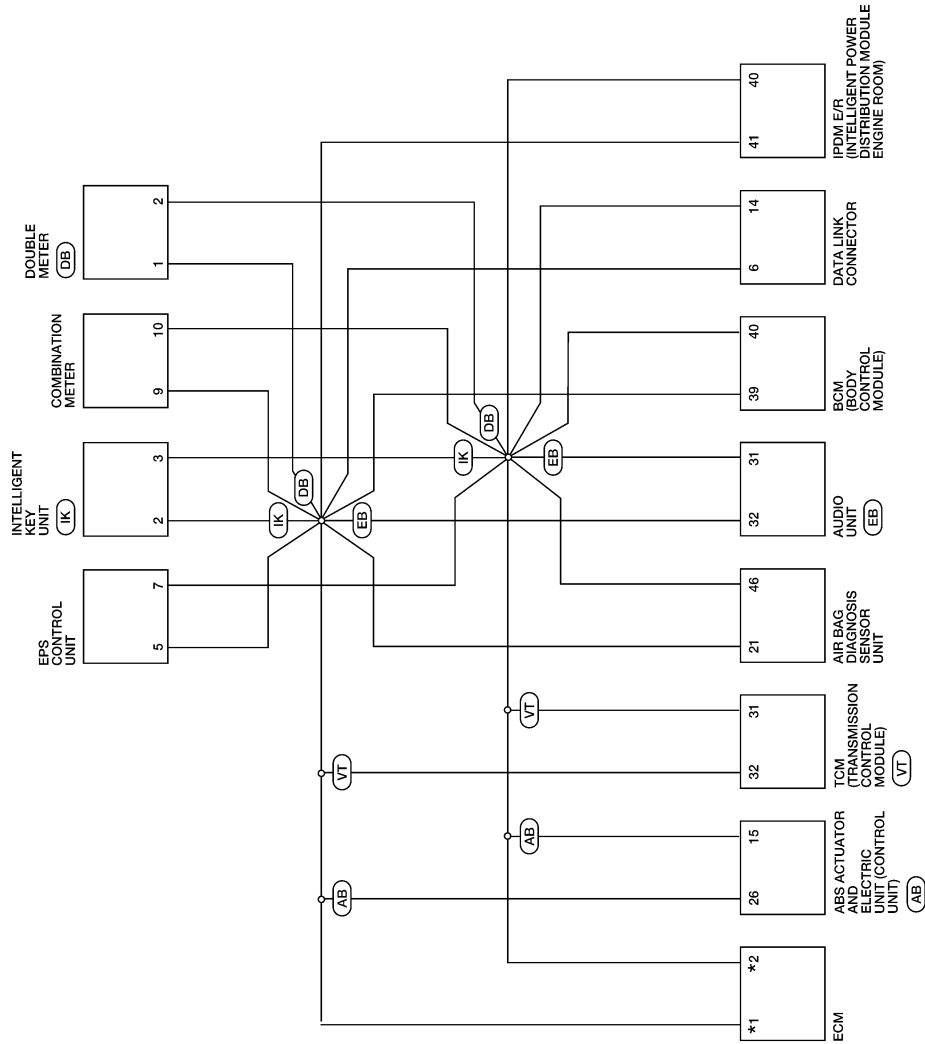 EPS
CONTROL
UNIT
5
7
INTELLIGENT
KEY
UNIT
IK
2
3
COMBINATION
METER
9
10
DOUBLE
METER
DB
1
2
IK
DB
EB
IK
DB
EB
VT
VT
AB
AB
*1
*2
ECM
26
15
ABS ACTUATOR
AND
ELECTRIC
UNIT (CONTROL
UNIT)
AB
32
31
TCM
(TRANSMISSION
CONTROL
MODULE)
VT
21
46
AIR BAG
DIAGNOSIS
SENSOR
UNIT
32
31
AUDIO
UNIT
EB
39
40
BCM
(BODY
CONTROL
MODULE)
6
14
DATA LINK
CONNECTOR
41
40
IPDM E/R
(INTELLIGENT POWER
DISTRIBUTION MODULE
ENGINE ROOM)